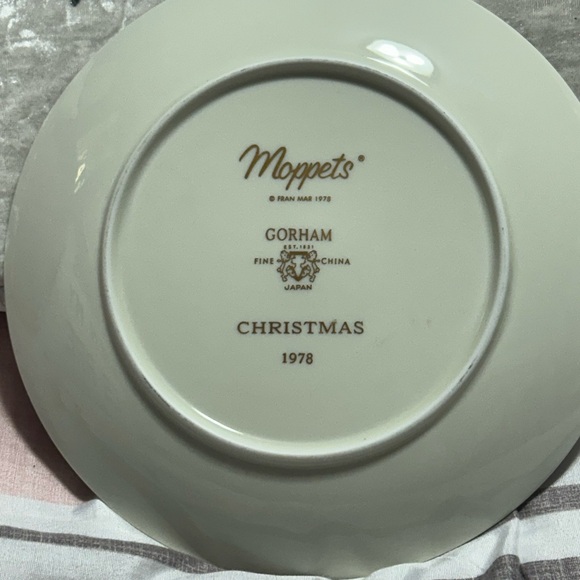 Moppets®
© FRAN MAR 1978
GORHAM
EST. 1831
FINE CHINA
JAPAN
CHRISTMAS
1978